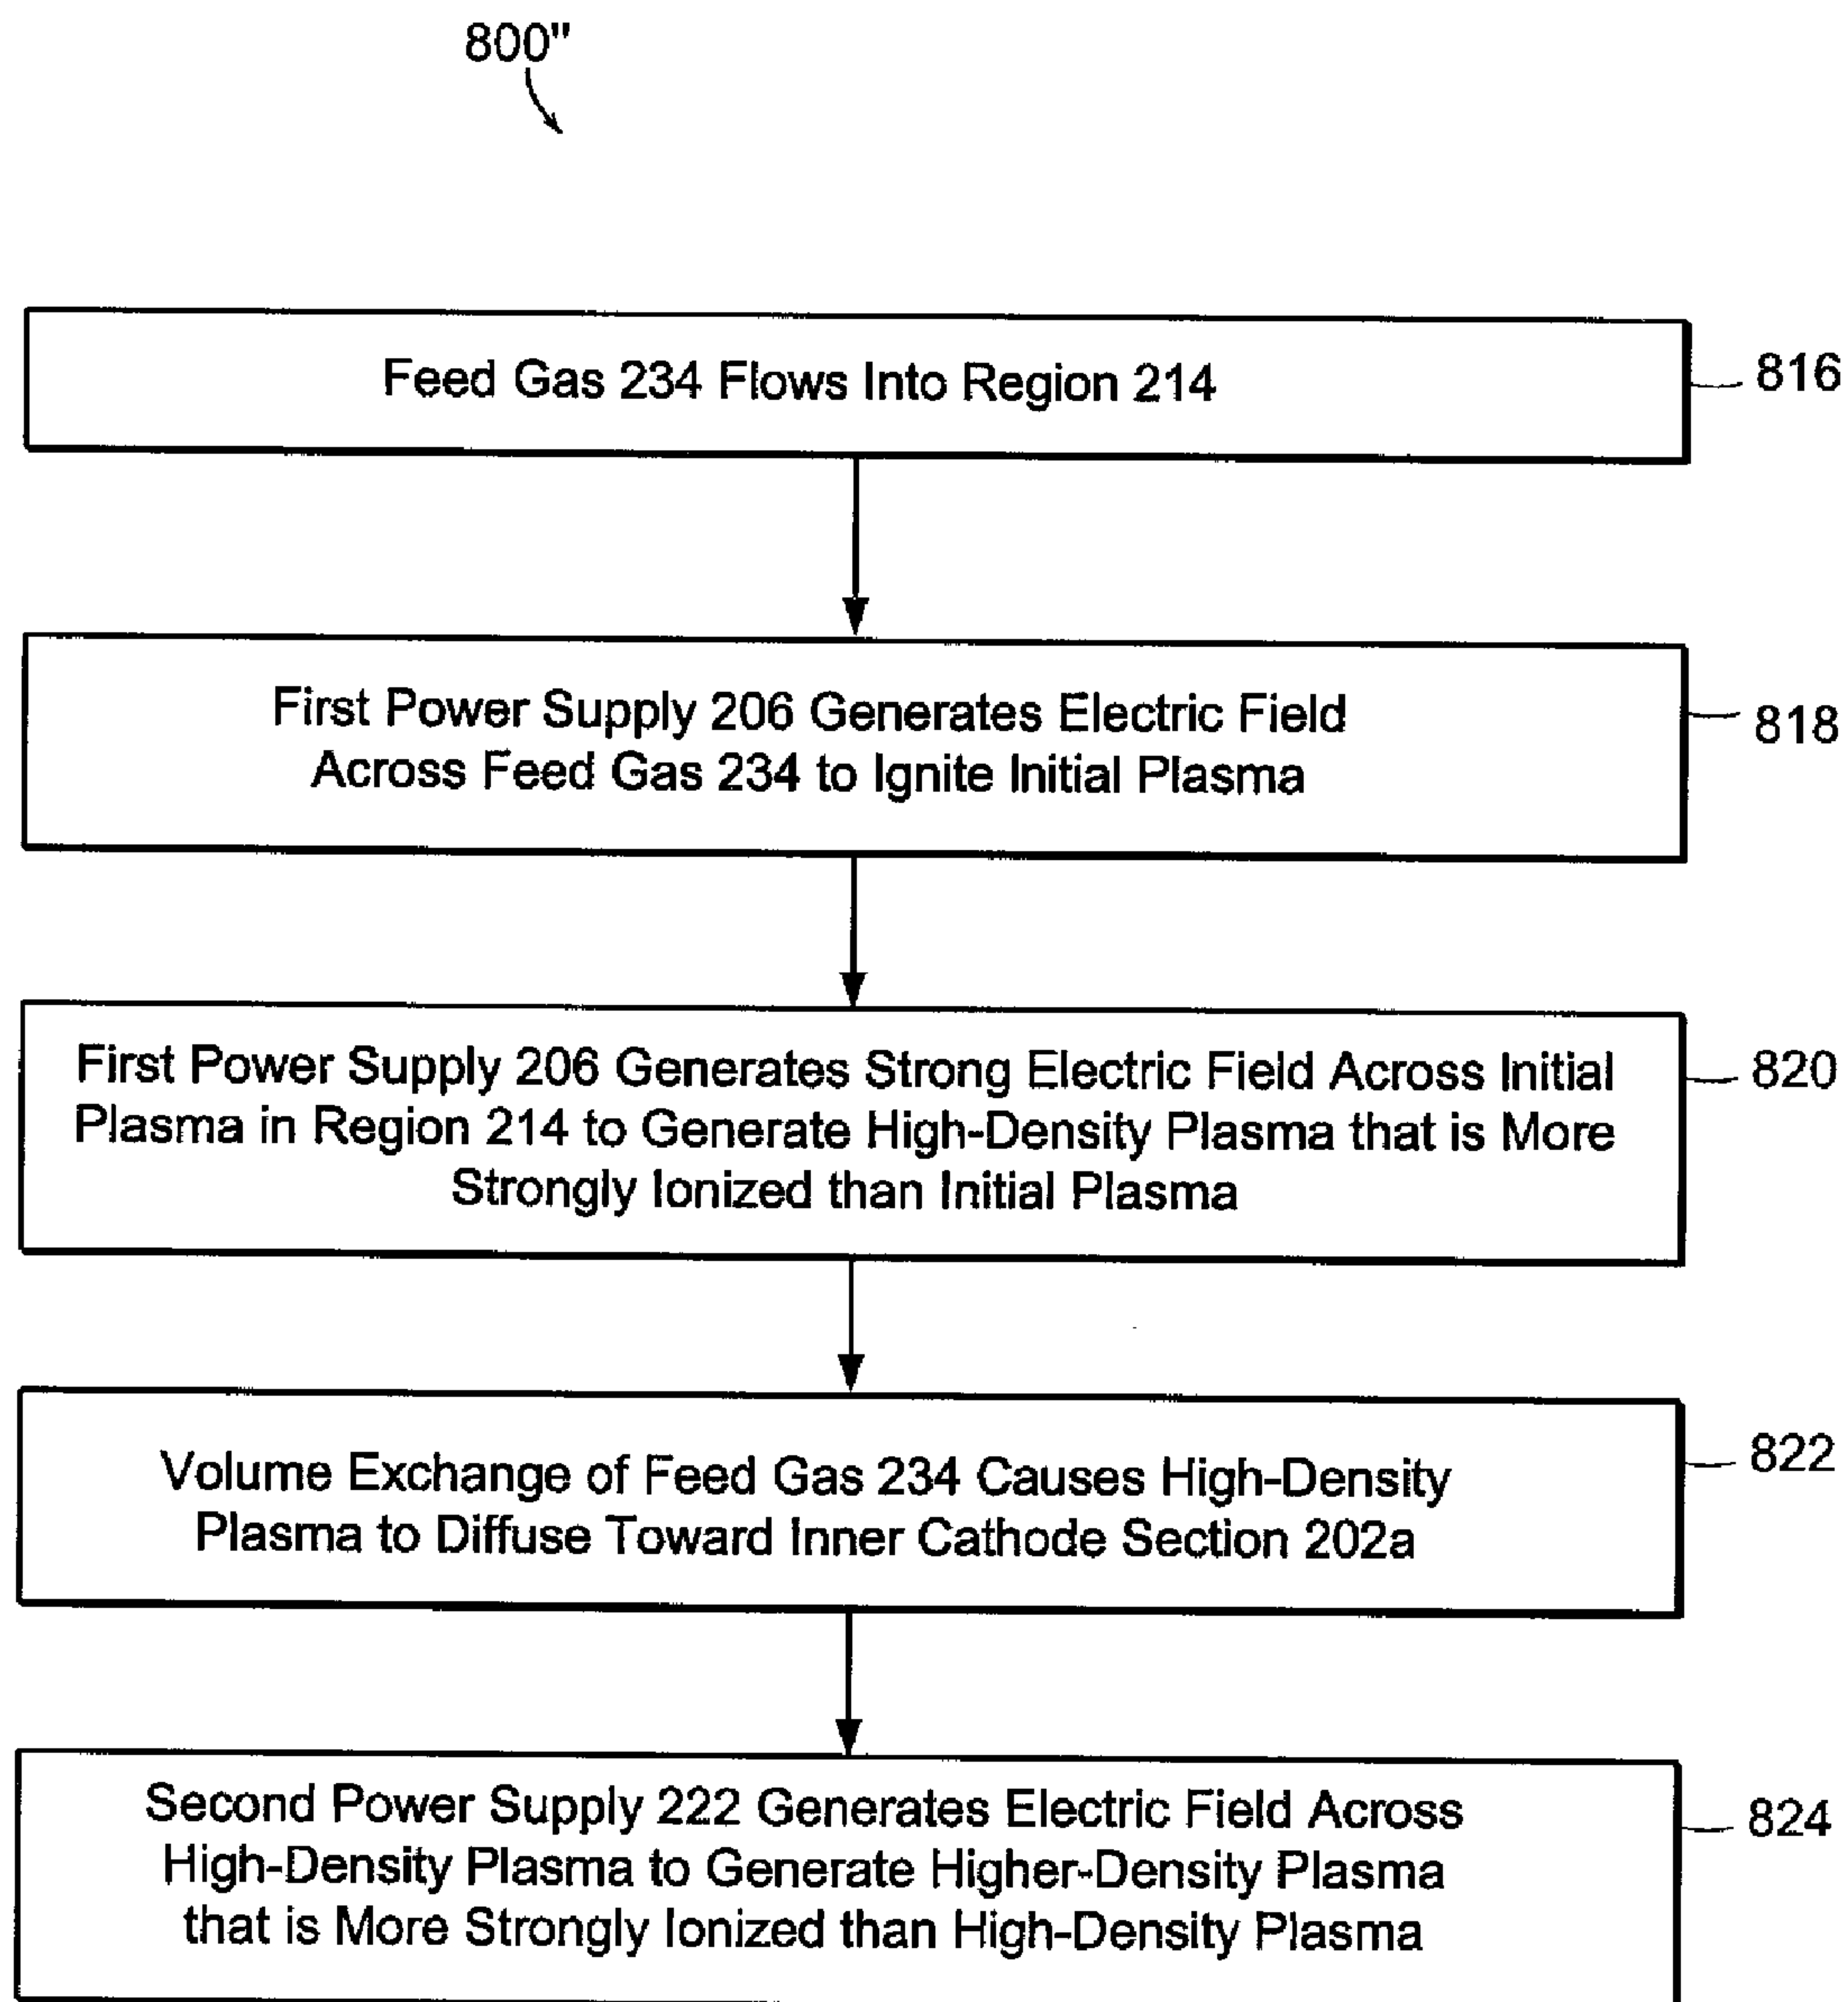 800"
Feed Gas 234 Flows Into Region 214
816
First Power Supply 206 Generates Electric Field
Across Feed Gas 234 to Ignite Initial Plasma
818
First Power Supply 206 Generates Strong Electric Field Across Initial
Plasma in Region 214 to Generate High-Density Plasma that is More
Strongly Ionized than Initial Plasma
820
Volume Exchange of Feed Gas 234 Causes High-Density
Plasma to Diffuse Toward Inner Cathode Section 202a
822
Second Power Supply 222 Generates Electric Field Across
High-Density Plasma to Generate Higher-Density Plasma
that is More Strongly Ionized than High-Density Plasma
824